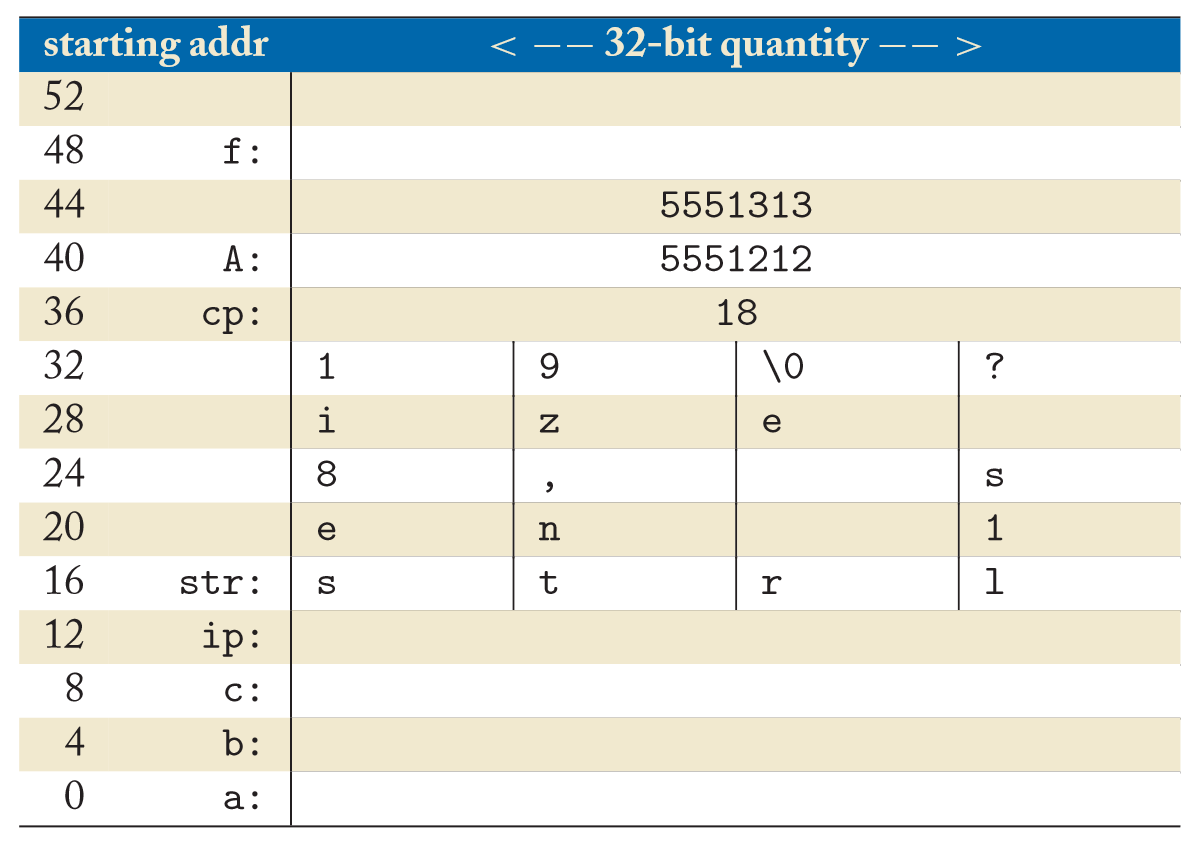 starting addr < –– 32-bit quantity –– >
52
48 f:
44 5551313
40 A: 5551212
36 cp: 18
32 1 9 \0 ?
28 i z e
24 8 , s
20 e n 1
16 str: s t r l
12 ip:
8 c:
4 b:
0 a: